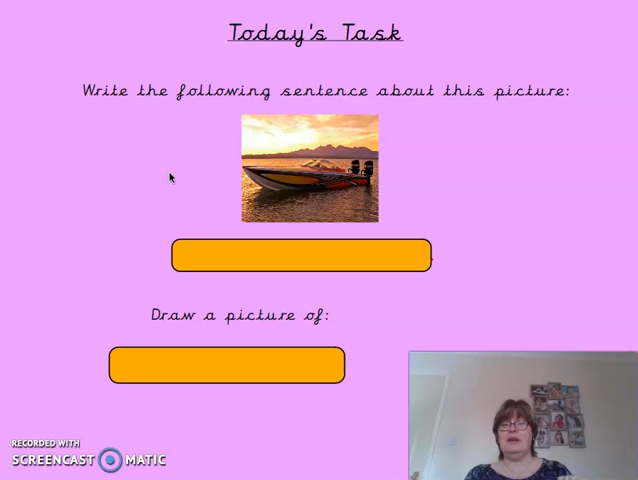 Today's Task
Write the following sentence about this picture:
Draw a picture of:
RECORDED WITH
SCREENCAST MATIC